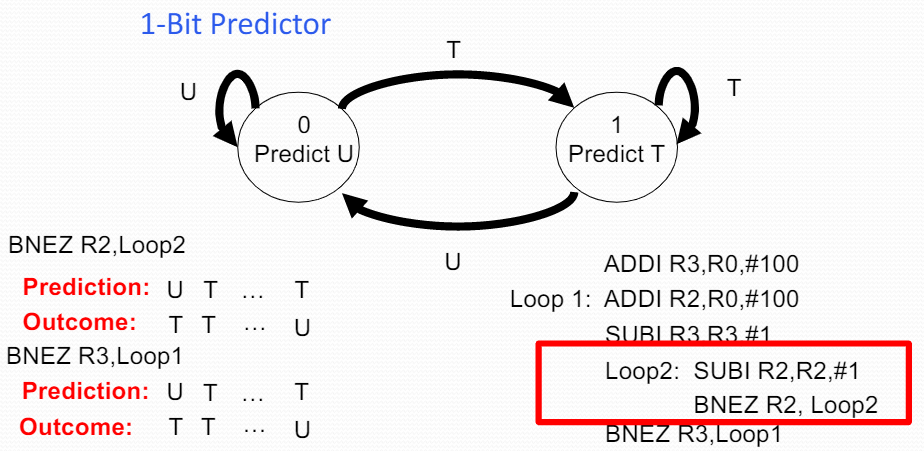 1-Bit Predictor
T
U
T
0
Predict U
1
Predict T
U
BNEZ R2,Loop2
Prediction: U T ... T
Outcome: T T ... U
BNEZ R3,Loop1
Prediction: U T ... T
Outcome: T T ... U
ADDI R3,R0,#100
Loop 1: ADDI R2,R0,#100
SUBI R3,R3,#1
Loop2: SUBI R2,R2,#1
BNEZ R2, Loop2
BNEZ R3,Loop1